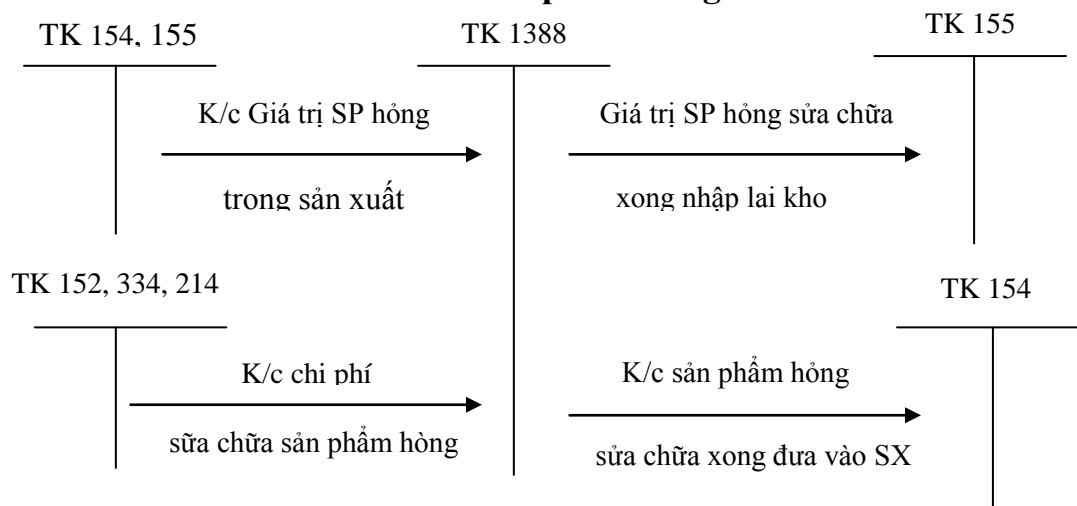 TK 154, 155
TK 1388
TK 155
K/c Giá trị SP hỏng
trong sản xuất
Giá trị SP hỏng sửa chữa
xong nhập lai kho
TK 152, 334, 214
TK 154
K/c chi phí
sữa chữa sản phẩm hòng
K/c sản phẩm hỏng
sửa chữa xong đưa vào SX